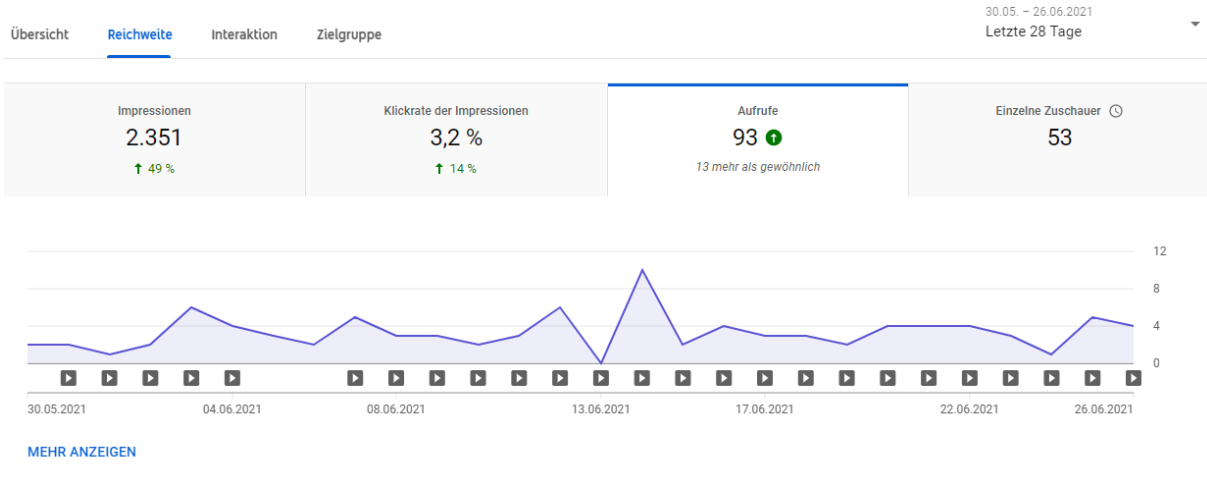 30.05. – 26.06.2021
Übersicht Reichweite Interaktion Zielgruppe Letzte 28 Tage
Impressionen Klickrate der Impressionen Aufrufe Einzelne Zuschauer
2.351 3,2 % 93 53
49 % 14 % 13 mehr als gewöhnlich
12
8
4
0
30.05.2021 04.06.2021 08.06.2021 13.06.2021 17.06.2021 22.06.2021 26.06.2021
MEHR ANZEIGEN